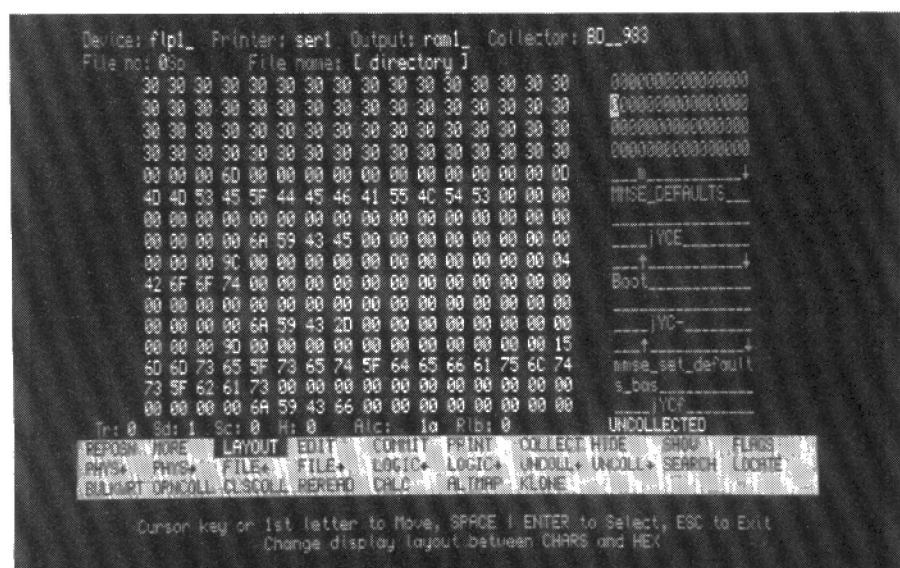 Device: flp1_ Printer: ser1 Output: ram1_ Collector: BD__983
File no: 0Sp File name: [ directory ]
30 30 30 30 30 30 30 30 30 30 30 30 30 30 30 30 0000000000000000
30 30 30 30 30 30 30 30 30 30 30 30 30 30 30 30 0000000000000000
30 30 30 30 30 30 30 30 30 30 30 30 30 30 30 30 0000000000000000
30 30 30 30 30 30 30 30 30 30 30 30 30 30 30 30 0000000000000000
00 00 00 6D 00 00 00 00 00 00 00 00 00 00 00 0D ___m___________↓
4D 4D 53 45 5F 44 45 46 41 55 4C 54 53 00 00 00 MMSE_DEFAULTS___
00 00 00 00 00 00 00 00 00 00 00 00 00 00 00 00 ________________
00 00 00 00 6A 59 43 45 00 00 00 00 00 00 00 00 ____jYCE________
00 00 00 9C 00 00 00 00 00 00 00 00 00 00 00 04 ___↑___________↓
42 6F 6F 74 00 00 00 00 00 00 00 00 00 00 00 00 Boot____________
00 00 00 00 00 00 00 00 00 00 00 00 00 00 00 00 ________________
00 00 00 00 6A 59 43 2D 00 00 00 00 00 00 00 00 ____jYC-________
00 00 00 9D 00 00 00 00 00 00 00 00 00 00 00 15 ___↑___________↓
6D 6D 73 65 5F 73 65 74 5F 64 65 66 61 75 6C 74 mmse_set_default
73 5F 62 61 73 00 00 00 00 00 00 00 00 00 00 00 s_bas___________
00 00 00 00 6A 59 43 66 00 00 00 00 00 00 00 00 ____jYCf________
Tr: 0 Sd: 1 Sc: 0 H: 0 Alc: 1a Rlb: 0 UNCOLLECTED
REPOSN MORE LAYOUT EDIT COMMIT PRINT COLLECT HIDE SHOW FLAGS
PHYS↑ PHYS↓ FILE↑ FILE↓ LOGIC↑ LOGIC↓ UNCOLL↑ UNCOLL↓ SEARCH LOCATE
BULKWRT OPNCOLL CLSCOLL REREAD CALC ALTMAP KLONE
Cursor key or 1st letter to Move, SPACE | ENTER to Select, ESC to Exit
Change display layout between CHARS and HEX